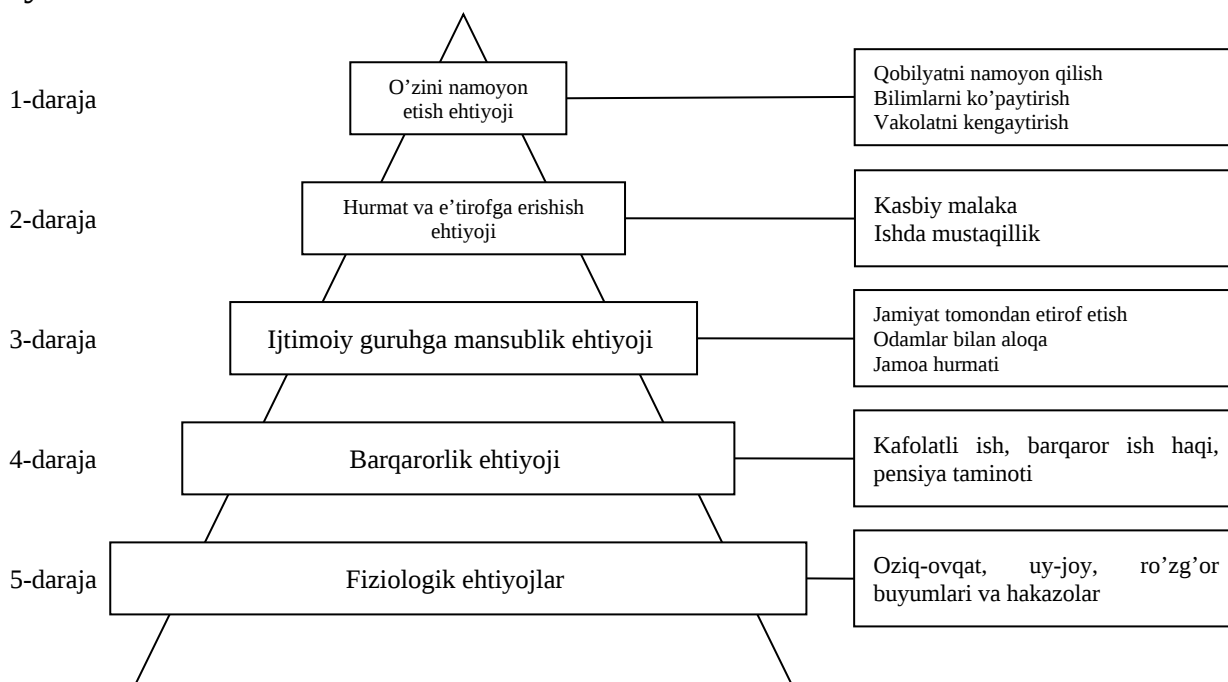 1-daraja
O’zini namoyon
etish ehtiyoji
Qobilyatni namoyon qilish
Bilimlarni ko’paytirish
Vakolatni kengaytirish
2-daraja
Hurmat va e’tirofga erishish
ehtiyoji
Kasbiy malaka
Ishda mustaqillik
3-daraja
Ijtimoiy guruhga mansublik ehtiyoji
Jamiyat tomondan etirof etish
Odamlar bilan aloqa
Jamoa hurmati
4-daraja
Barqarorlik ehtiyoji
Kafolatli ish, barqaror ish haqi,
pensiya taminoti
5-daraja
Fiziologik ehtiyojlar
Oziq-ovqat, uy-joy, ro’zg’or
buyumlari va hakazolar